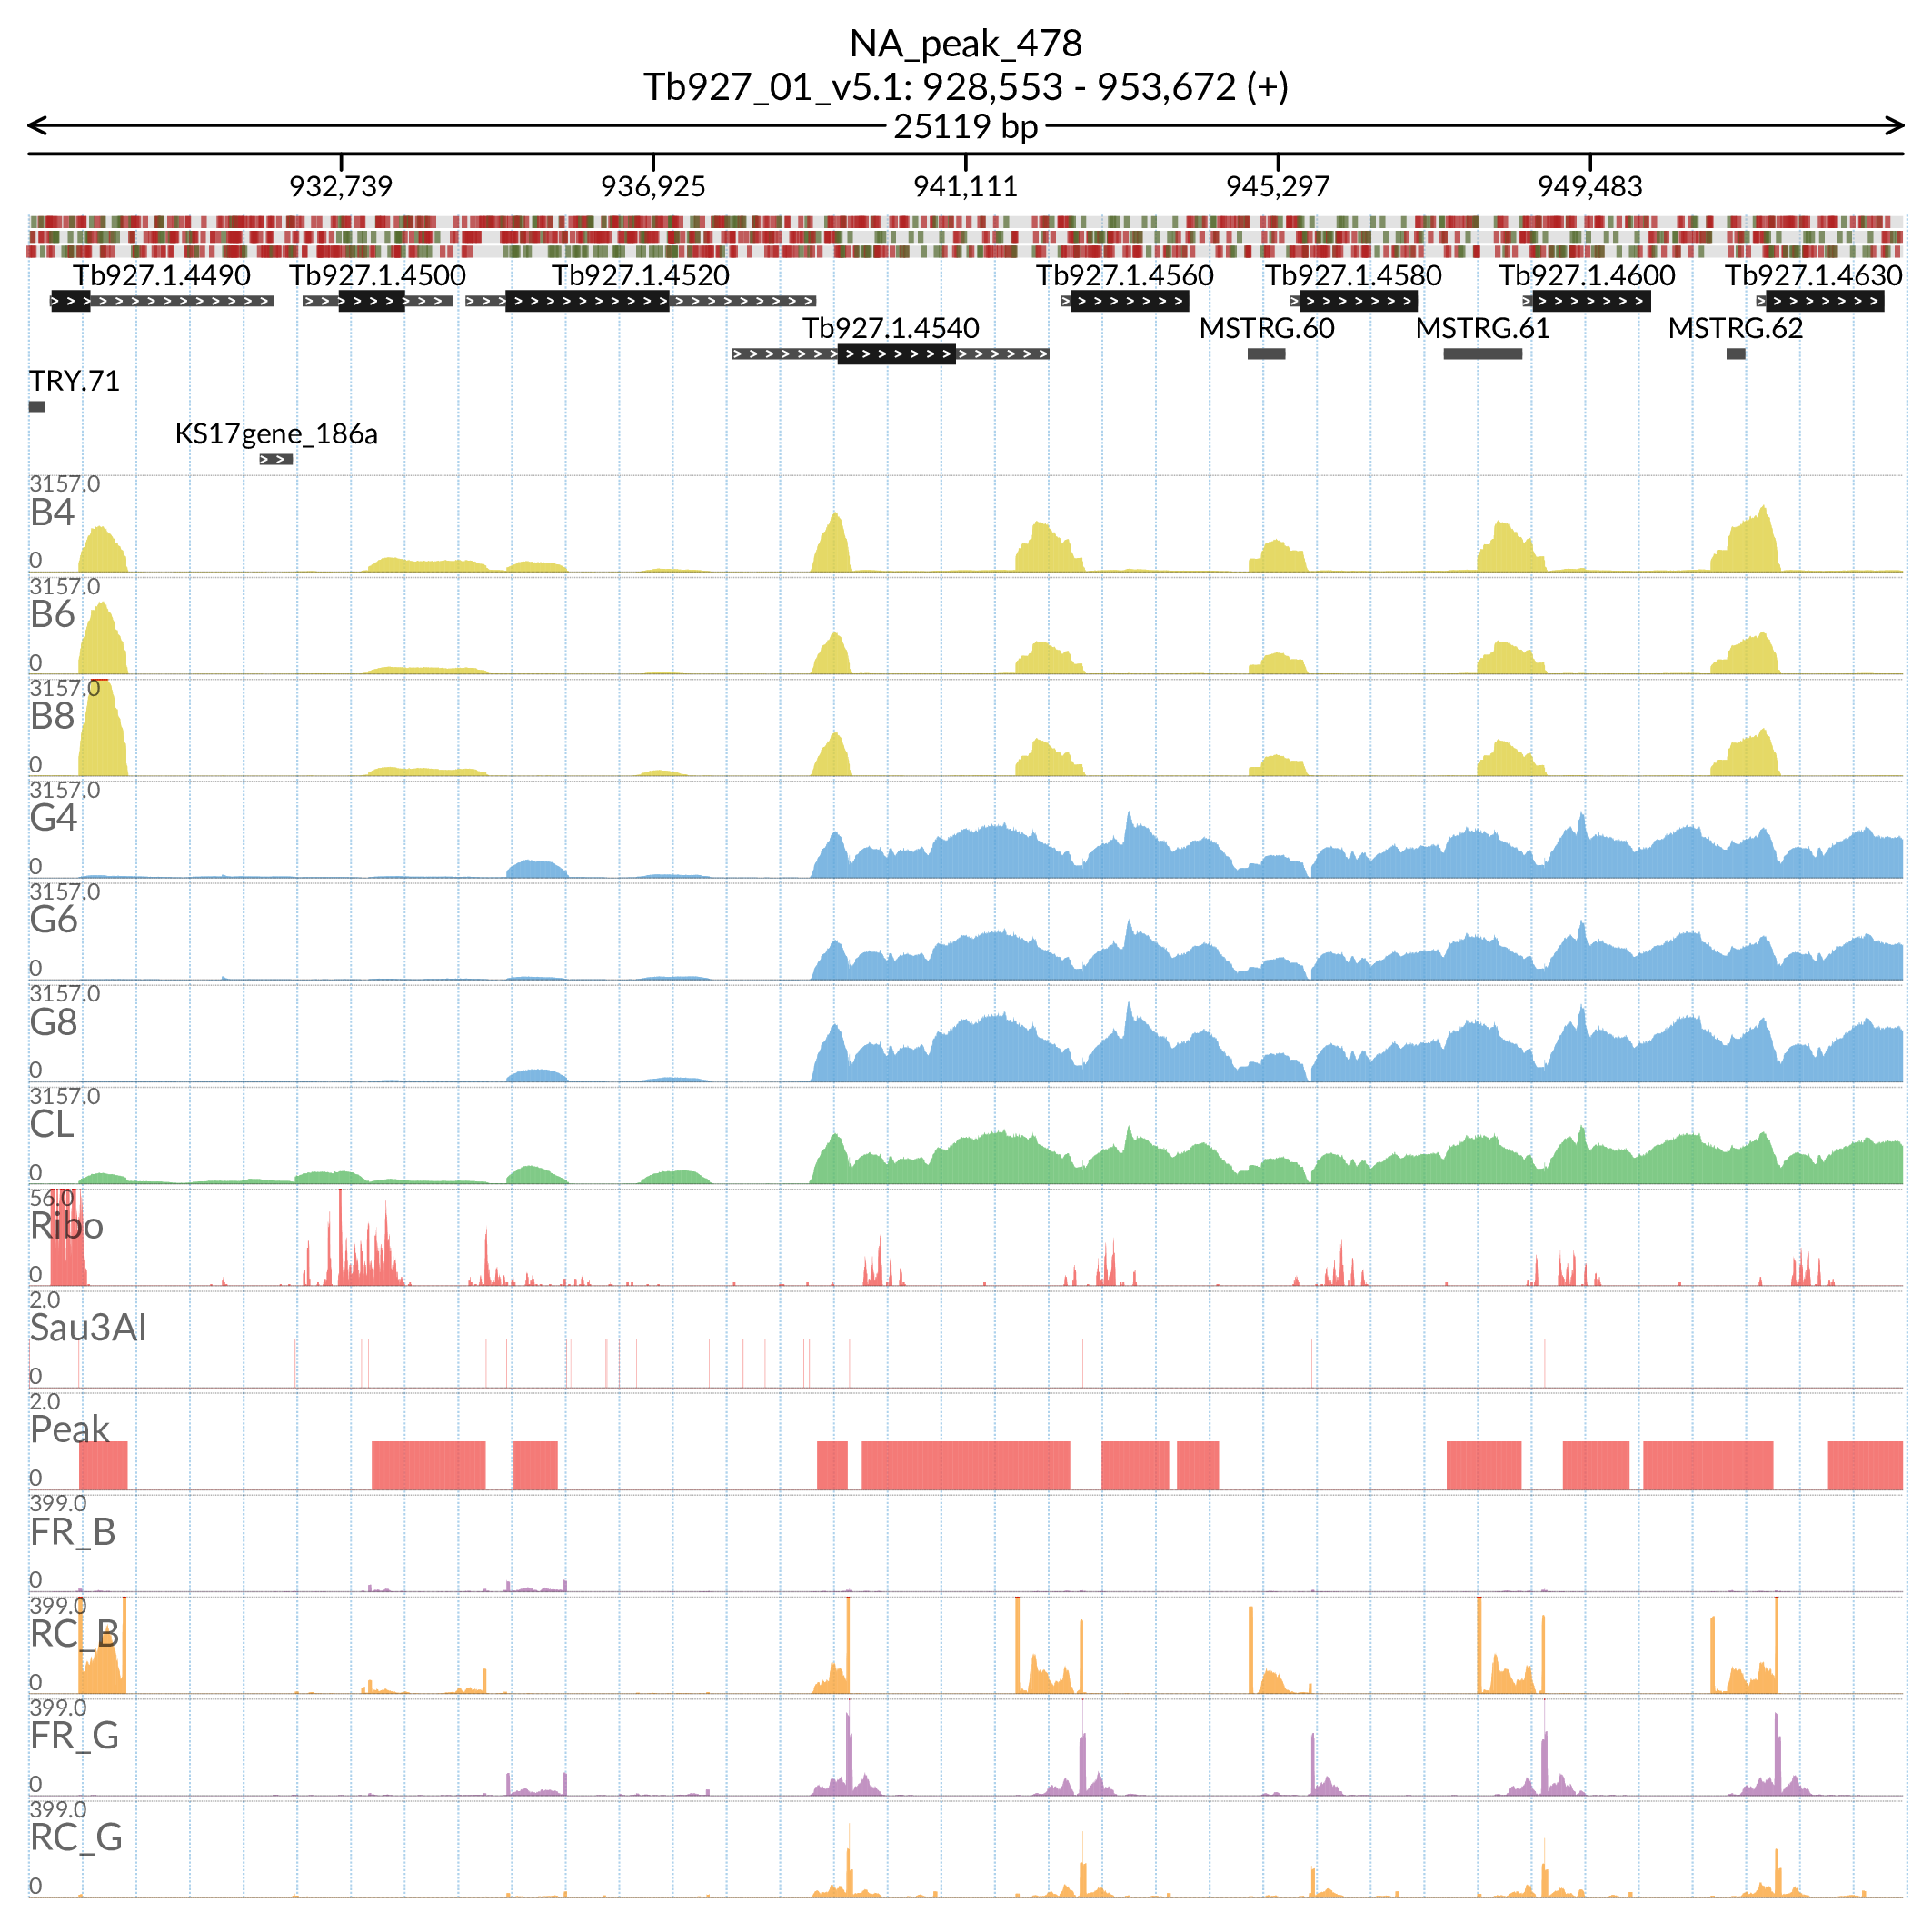 NA_peak_478
Tb927_01_v5.1: 928,553 - 953,672 (+)
25119 bp
932,739 936,925 941,111 945,297 949,483
Tb927.1.4490 Tb927.1.4500 Tb927.1.4520 Tb927.1.4560 Tb927.1.4580 Tb927.1.4600 Tb927.1.4630
Tb927.1.4540 MSTRG.60 MSTRG.61 MSTRG.62
TRY.71
KS17gene_186a
3157.0
B4
0
3157.0
B6
0
3157.0
B8
0
3157.0
G4
0
3157.0
G6
0
3157.0
G8
0
3157.0
CL
0
56.0
Ribo
0
2.0
Sau3AI
0
2.0
Peak
0
399.0
FR_B
0
399.0
RC_B
0
399.0
FR_G
0
399.0
RC_G
0